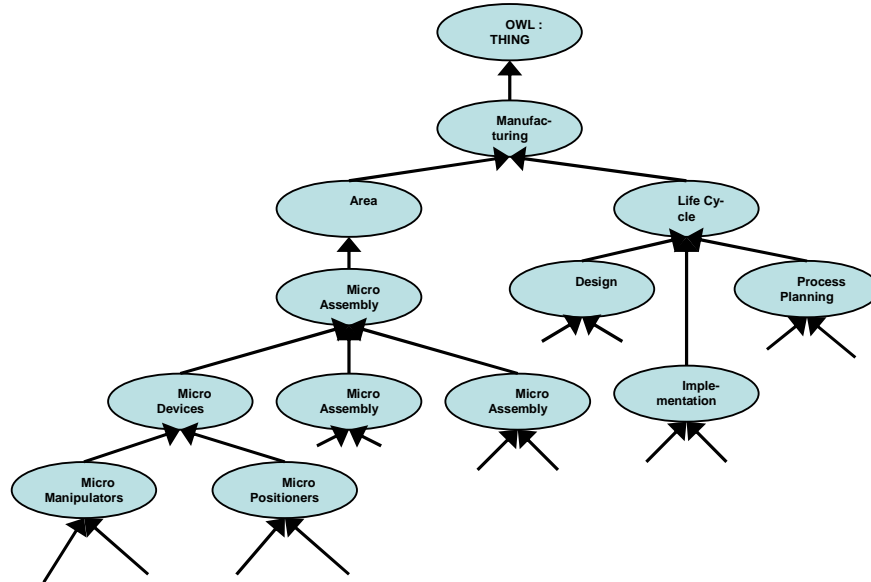 OWL :
THING
Manufac-
turing
Area
Life Cy-
cle
Micro
Assembly
Design
Process
Planning
Micro
Devices
Micro
Assembly
Micro
Assembly
Imple-
mentation
Micro
Manipulators
Micro
Positioners